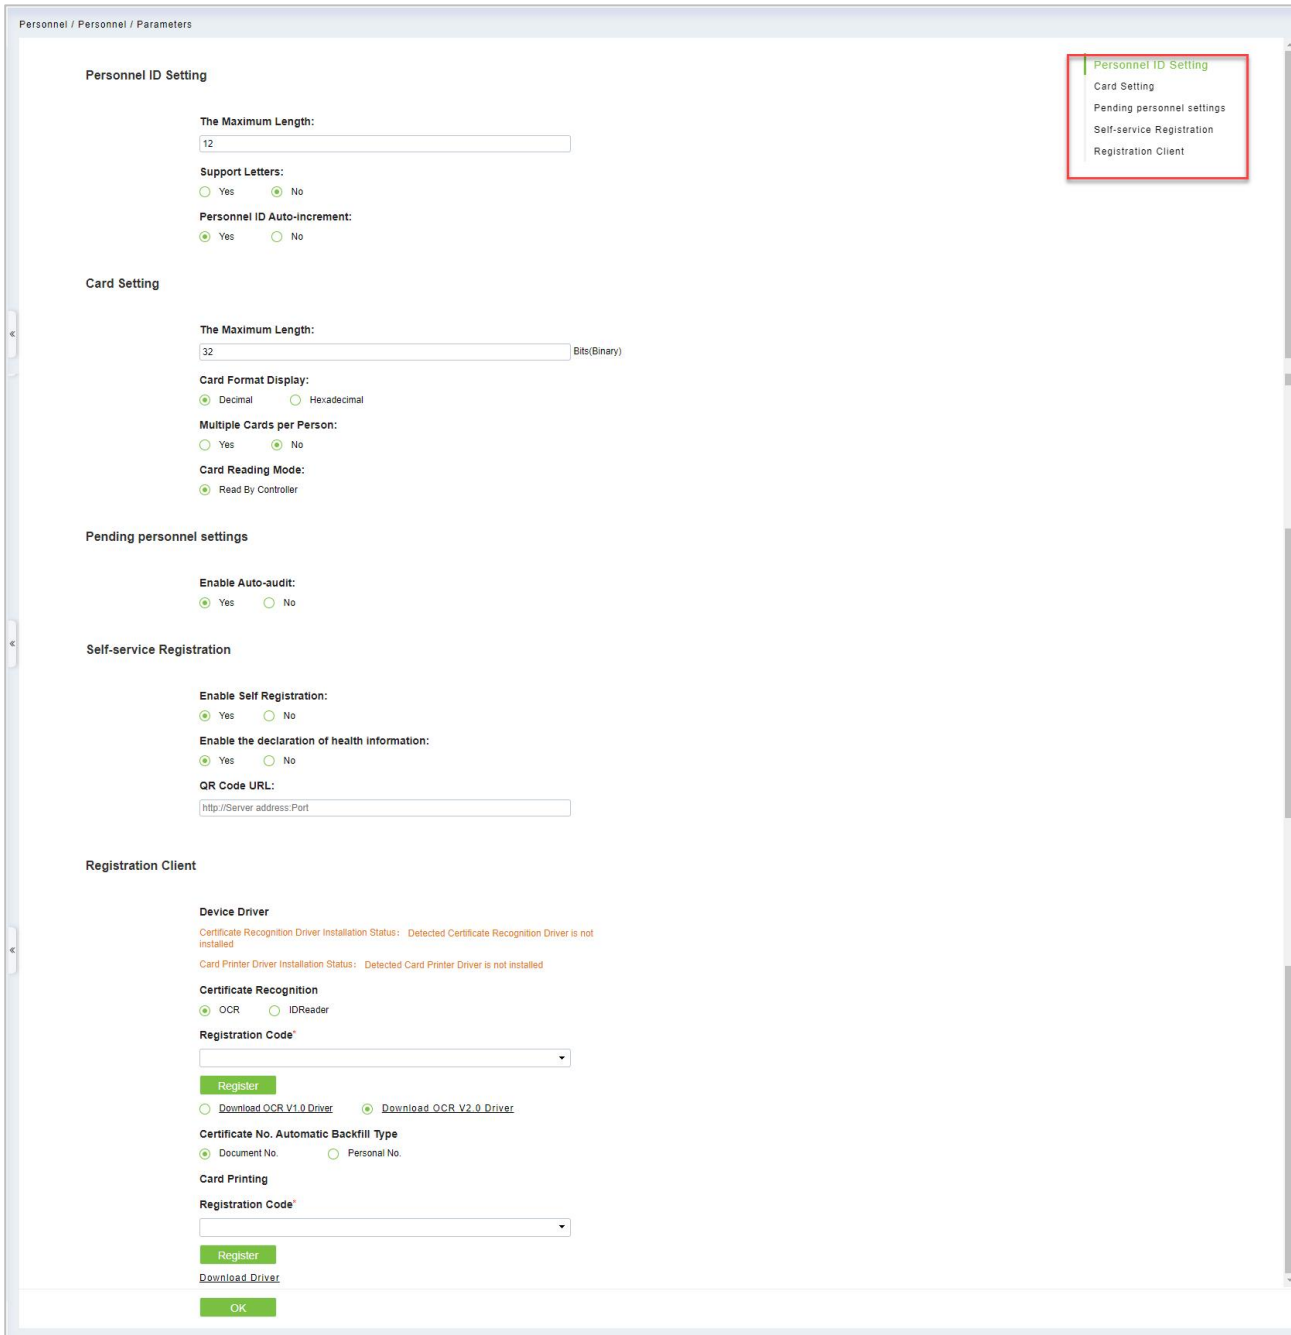 Personnel / Personnel / Parameters
Personnel ID Setting
Card Setting
Pending personnel settings
Self-service Registration
Registration Client
Personnel ID Setting
The Maximum Length:
12
Support Letters:
Yes No
Personnel ID Auto-increment:
Yes No
Card Setting
The Maximum Length:
32 Bits(Binary)
Card Format Display:
Decimal Hexadecimal
Multiple Cards per Person:
Yes No
Card Reading Mode:
Read By Controller
Pending personnel settings
Enable Auto-audit:
Yes No
Self-service Registration
Enable Self Registration:
Yes No
Enable the declaration of health information:
Yes No
QR Code URL:
http://Server address:Port
Registration Client
Device Driver
Certificate Recognition Driver Installation Status: Detected Certificate Recognition Driver is not
installed
Card Printer Driver Installation Status: Detected Card Printer Driver is not installed
Certificate Recognition
OCR IDReader
Registration Code*
Register
Download OCR V1.0 Driver Download OCR V2.0 Driver
Certificate No. Automatic Backfill Type
Document No. Personal No.
Card Printing
Registration Code*
Register
Download Driver
OK